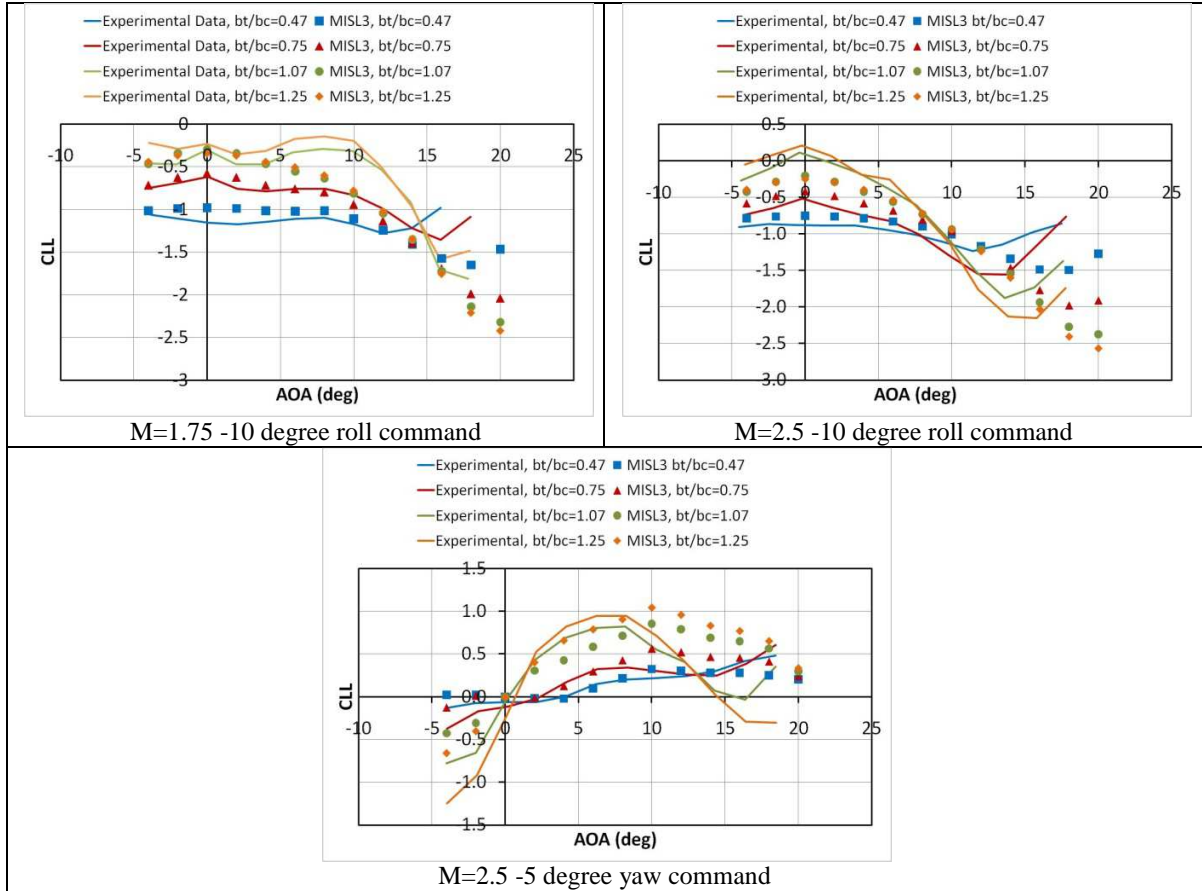 Experimental Data, bt/bc=0.47 MISL3, bt/bc=0.47
Experimental Data, bt/bc=0.75 MISL3, bt/bc=0.75
Experimental Data, bt/bc=1.07 MISL3, bt/bc=1.07
Experimental Data, bt/bc=1.25 MISL3, bt/bc=1.25
0
-10 -5 0 5 10 15 20 25
-0.5
-1
-1.5
-2
-2.5
-3
CLL
AOA (deg)
M=1.75 -10 degree roll command
Experimental, bt/bc=0.47 MISL3 bt/bc=0.47
Experimental, bt/bc=0.75 MISL3, bt/bc=0.75
Experimental, bt/bc=1.07 MISL3, bt/bc=1.07
Experimental, bt/bc=1.25 MISL3, bt/bc=1.25
0.5
0.0
-10 -5 0 5 10 15 20 25
-0.5
-1.0
-1.5
-2.0
-2.5
3.0
CLL
AOA (deg)
M=2.5 -10 degree roll command
Experimental, bt/bc=0.47 MISL3 bt/bc=0.47
Experimental, bt/bc=0.75 MISL3, bt/bc=0.75
Experimental, bt/bc=1.07 MISL3, bt/bc=1.07
Experimental, bt/bc=1.25 MISL3, bt/bc=1.25
1.5
1.0
0.5
0.0
-10 -5 0 5 10 15 20 25
-0.5
-1.0
1.5
CLL
AOA (deg)
M=2.5 -5 degree yaw command